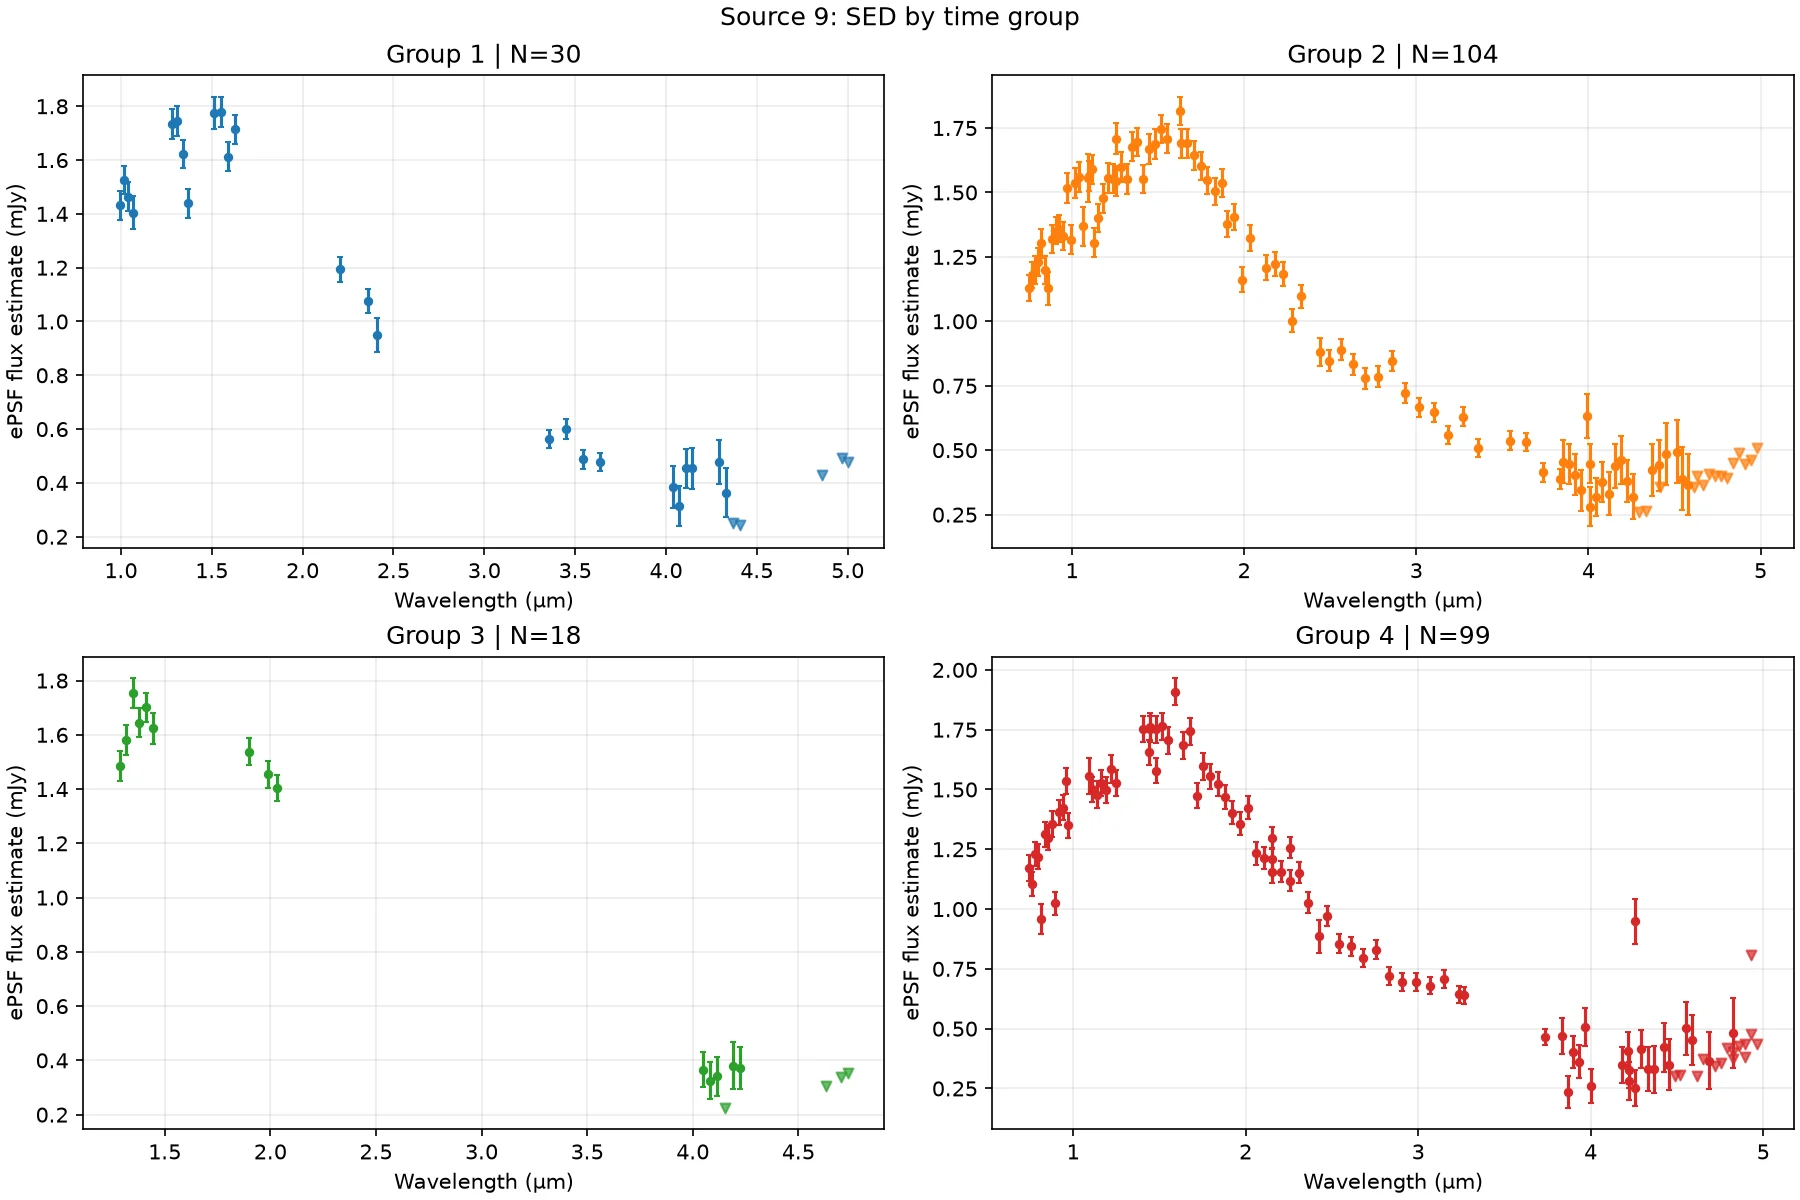 Source 9: SED by time group
Group 1 | N=30
ePSF flux estimate (mJy)
1.8
1.6
1.4
1.2
1.0
0.8
0.6
0.4
0.2
1.0 1.5 2.0 2.5 3.0 3.5 4.0 4.5 5.0
Wavelength (µm)
Group 2 | N=104
ePSF flux estimate (mJy)
1.75
1.50
1.25
1.00
0.75
0.50
0.25
1 2 3 4 5
Wavelength (µm)
Group 3 | N=18
ePSF flux estimate (mJy)
1.8
1.6
1.4
1.2
1.0
0.8
0.6
0.4
0.2
1.5 2.0 2.5 3.0 3.5 4.0 4.5
Wavelength (µm)
Group 4 | N=99
ePSF flux estimate (mJy)
2.00
1.75
1.50
1.25
1.00
0.75
0.50
0.25
1 2 3 4 5
Wavelength (µm)